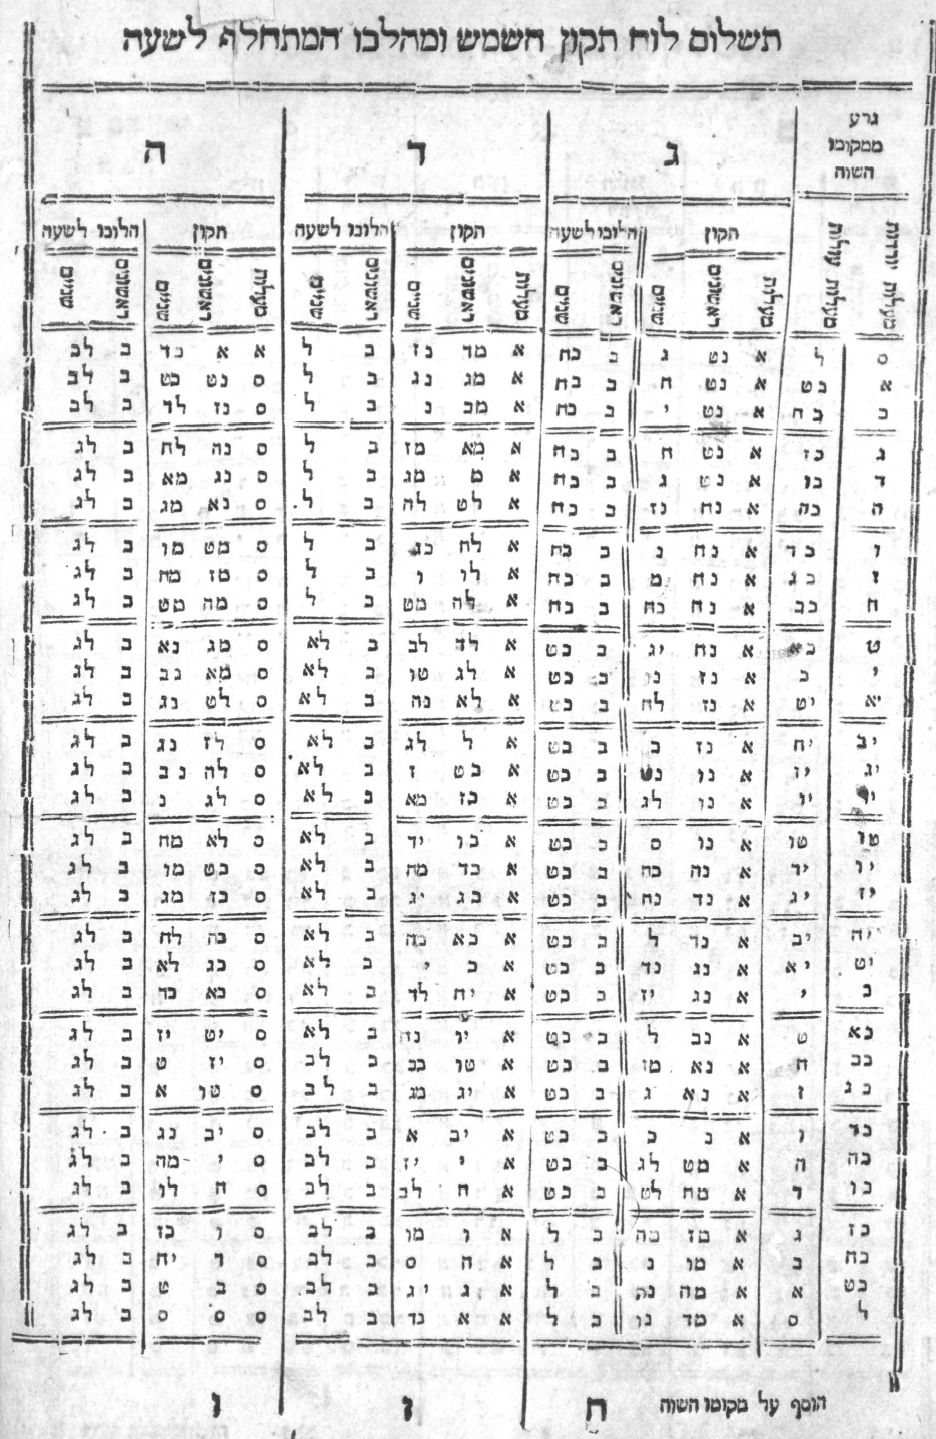 תשלום לוח תקון השמש ומהלכו המתחלף לשעה
גרע ממקומו השוה ג ד ה
תקון הלוכו לשעה תקון הלוכו לשעה תקון הלוכו לשעה
מעלות יורדות מעלות עולות מעלות ראשונים שניים ראשונים שניים מעלות ראשונים שניים ראשונים שניים מעלות ראשונים שניים ראשונים שניים
ס ל א נט ג ב כח א מד נז ב ל א א כד ב לב
א כט א נט ח ב כח א מג נג ב ל ס נט כט ב לב
ב כח א נט י ב כח א מב נ ב ל ס נז לד ב לב
ג כז א נט ח ב כח א מא מז ב ל ס נה לח ב לג
ד כו א נט ג ב כח א מ מג ב ל ס נג מא ב לג
ה כה א נח נז ב כח א לט לה ב ל ס נא מג ב לג
ו כד א נח נ ב כח א לח כג ב ל ס מט מו ב לג
ז כג א נח מ ב כח א לו ו ב ל ס מז מח ב לג
ח כב א נח כח ב כח א לה מט ב ל ס מה מט ב לג
ט כא א נח יג ב כט א לד לב ב לא ס מג נא ב לג
י כ א נז נו ב כט א לג טו ב לא ס מא נב ב לג
יא יט א נז לח ב כט א לא נה ב לא ס לט נג ב לג
יב יח א נז כ ב כט א ל לג ב לא ס לז נג ב לג
יג יז א נו נט ב כט א כט ז ב לא ס לה נב ב לג
יד יו א נו לג ב כט א כז מא ב לא ס לג נ ב לג
טו טו א נו ס ב כט א כו יד ב לא ס לא מח ב לג
יו יד א נה כח ב כט א כד מה ב לא ס כט מו ב לג
יז יג א נד נח ב כט א כג יג ב לא ס כז מג ב לג
יח יב א נד ל ב כט א כא נה ב לא ס כה לח ב לג
יט יא א נג נד ב כט א כ י ב לא ס כג לא ב לג
כ י א נג יז ב כט א יח לד ב לא ס כא כה ב לג
כא ט א נב ל ב כט א יו נה ב לא ס יט יז ב לג
כב ח א נא מז ב כט א טו ככ ב לב ס יז ט ב לג
כג ז א נא ג ב כט א יג מג ב לב ס טו א ב לג
כד ו א נ כ ב כט א יב א ב לב ס יב נג ב לג
כה ה א מט לג ב כט א י יז ב לב ס י מה ב לג
כו ד א מח לט ב כט א ח לב ב לב ס ח לו ב לג
כז ג א מז מה ב ל א ו מו ב לב ס ו כז ב לג
כח ב א מו נ ב ל א ה ס ב לב ס ד יח ב לג
כט א א מה נה ב ל א ג יג ב לב ס ב ט ב לג
ל ס א מד נו ב ל א א נד ב לב ס ס ס ב לג
הוסף על מקומו השוה ח ז ו